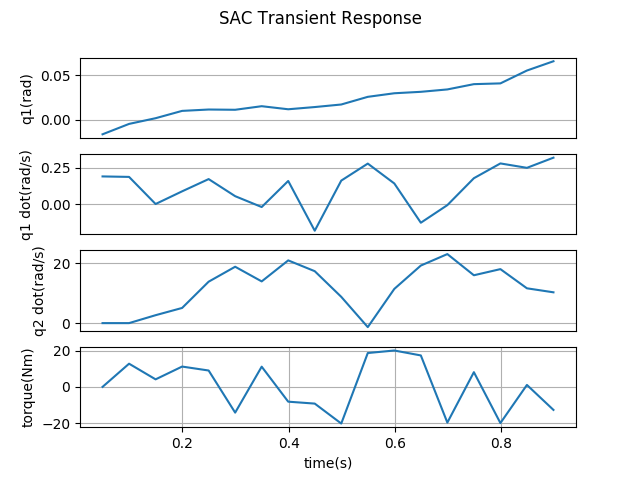 SAC Transient Response
0.05
0.00
q1(rad)
0.25
0.00
q1 dot(rad/s)
20
0
q2 dot(rad/s)
20
0
−20
torque(Nm)
0.2 0.4 0.6 0.8
time(s)